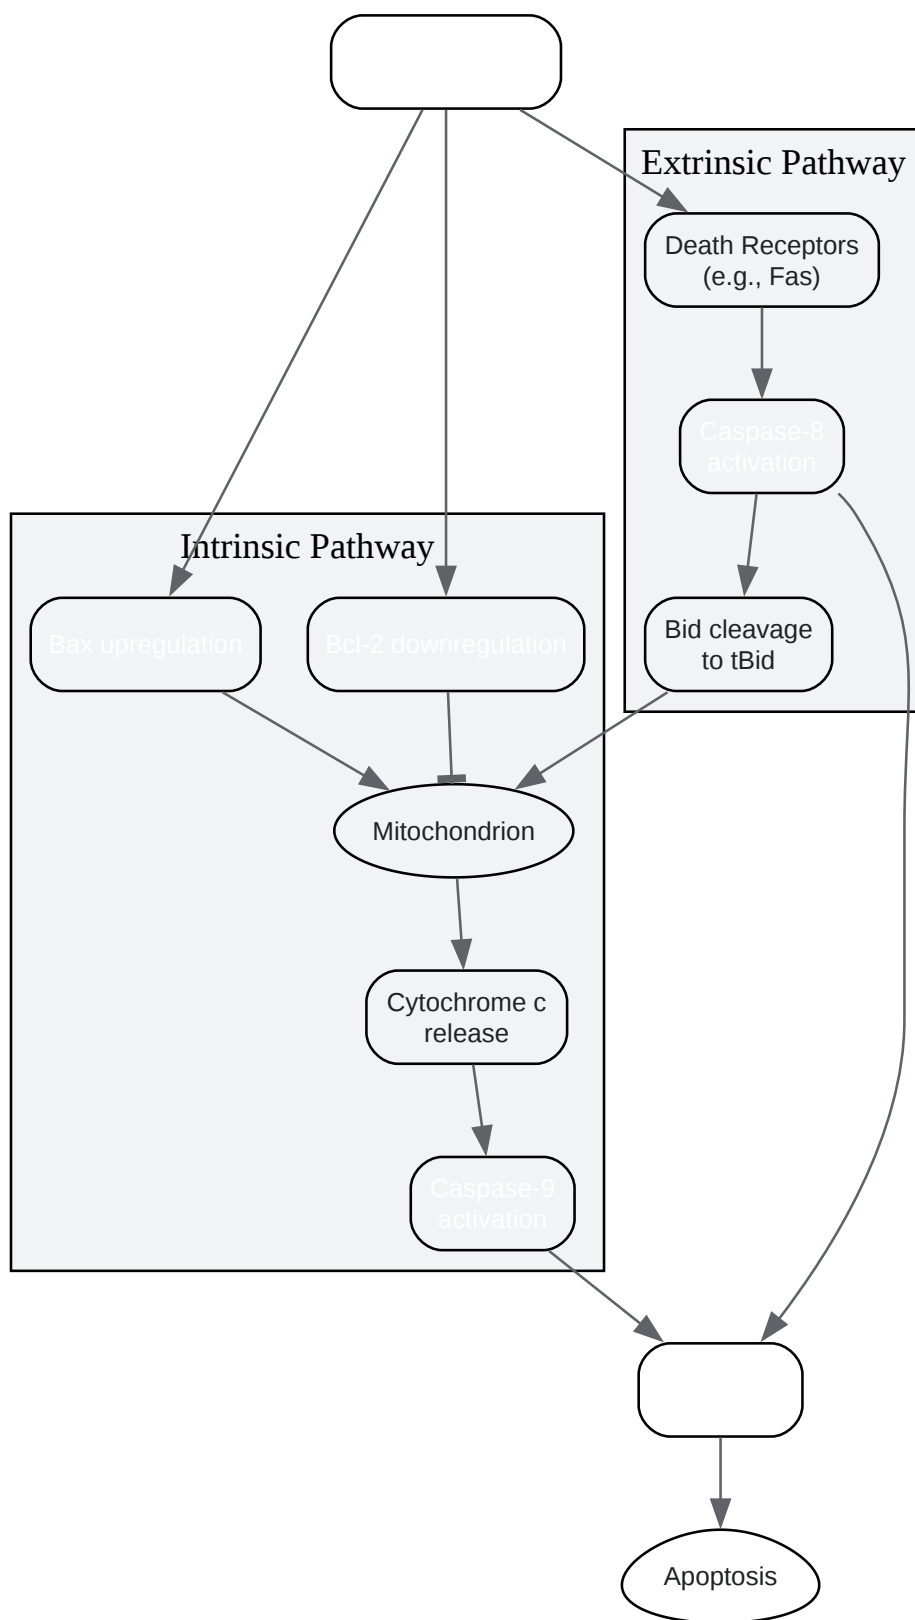 Extrinsic Pathway
Death Receptors
(e.g., Fas)
Caspase-8
activation
Intrinsic Pathway
Bax upregulation
Bcl-2 downregulation
Bid cleavage
to tBid
Mitochondrion
Cytochrome c
release
Caspase-9
activation
Apoptosis